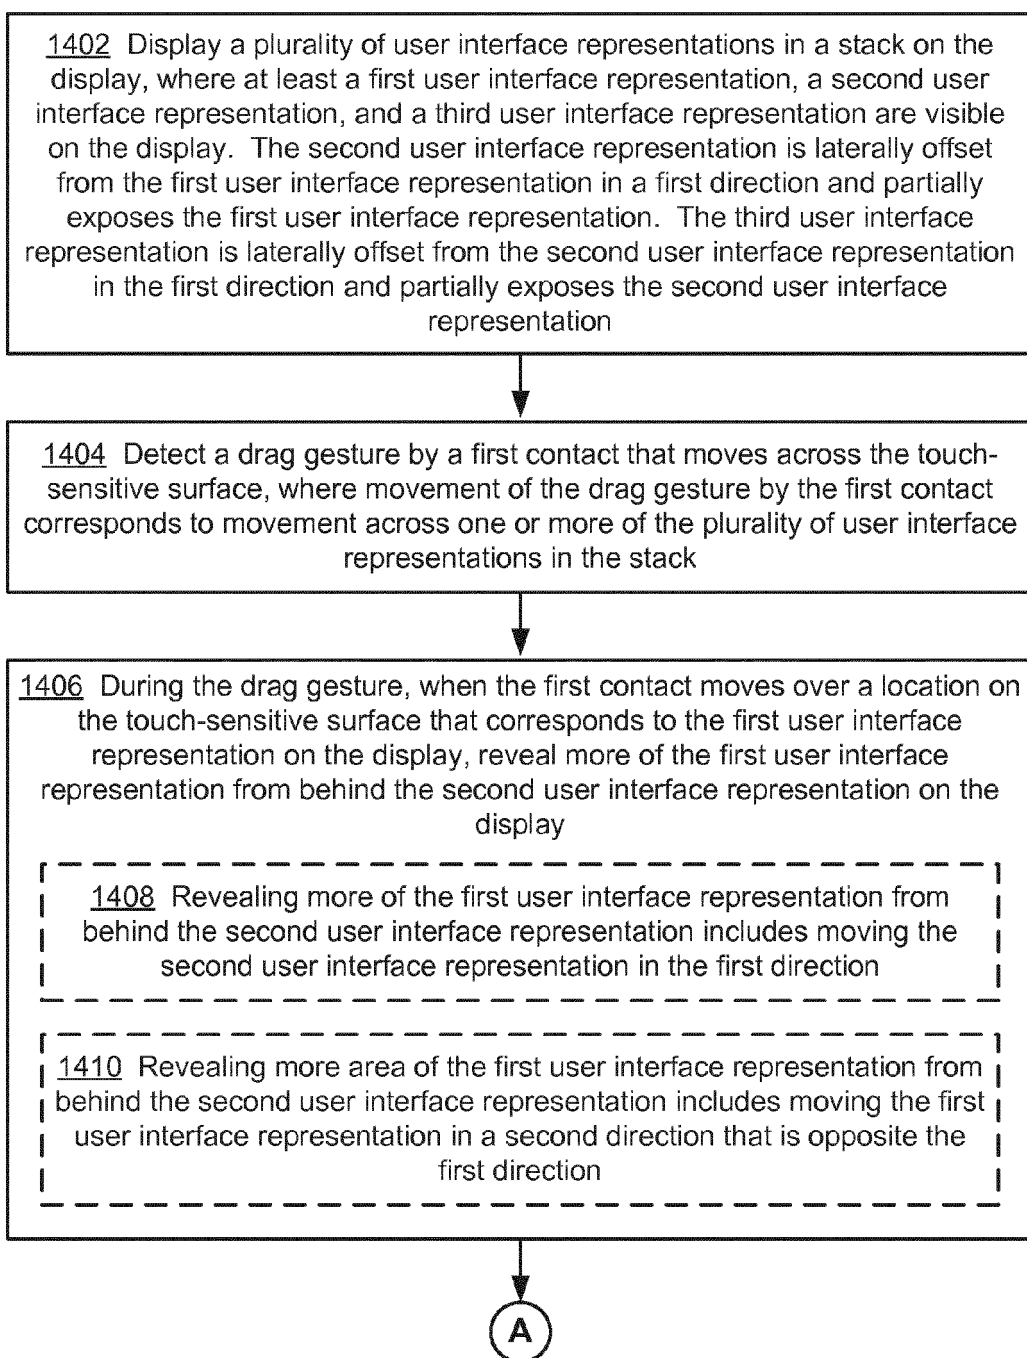 1402 Display a plurality of user interface representations in a stack on the
display, where at least a first user interface representation, a second user
interface representation, and a third user interface representation are visible
on the display. The second user interface representation is laterally offset
from the first user interface representation in a first direction and partially
exposes the first user interface representation. The third user interface
representation is laterally offset from the second user interface representation
in the first direction and partially exposes the second user interface
representation
1404 Detect a drag gesture by a first contact that moves across the touch-
sensitive surface, where movement of the drag gesture by the first contact
corresponds to movement across one or more of the plurality of user interface
representations in the stack
1406 During the drag gesture, when the first contact moves over a location on
the touch-sensitive surface that corresponds to the first user interface
representation on the display, reveal more of the first user interface
representation from behind the second user interface representation on the
display
1408 Revealing more of the first user interface representation from
behind the second user interface representation includes moving the
second user interface representation in the first direction
1410 Revealing more area of the first user interface representation from
behind the second user interface representation includes moving the first
user interface representation in a second direction that is opposite the
first direction
A